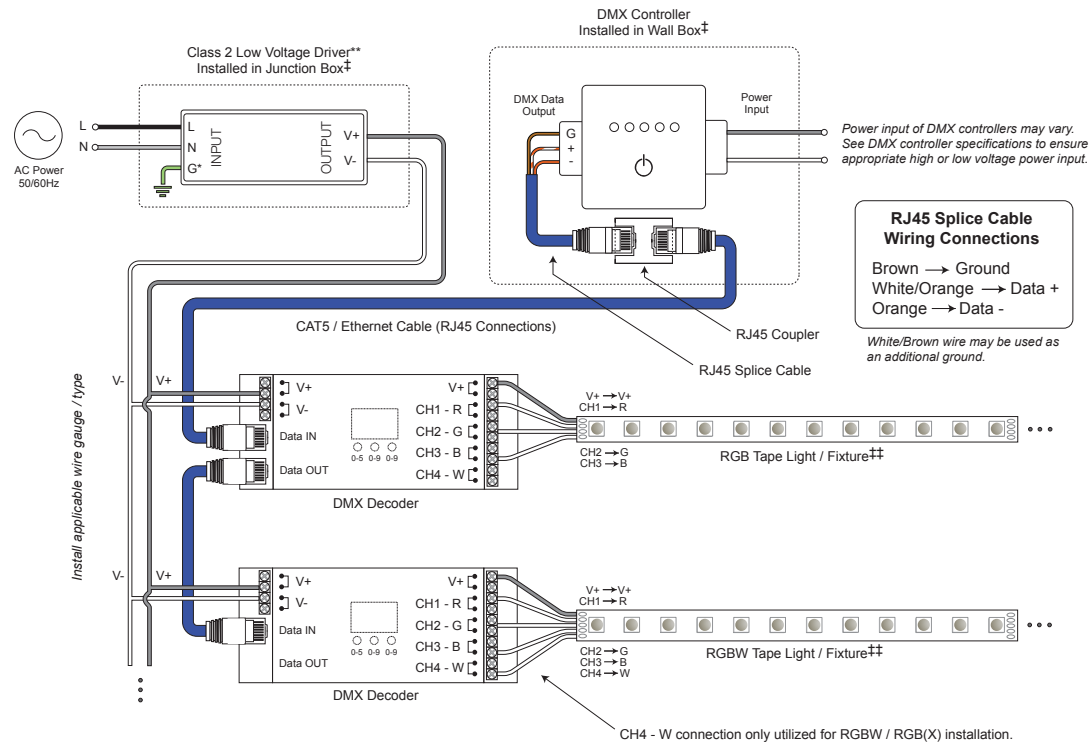 DMX Controller
Installed in Wall Box‡
Class 2 Low Voltage Driver**
Installed in Junction Box‡
L
N
AC Power
50/60Hz
L
N
G*
INPUT
OUTPUT
V+
V-
DMX Data
Output
Power
Input
G
+
-
Power input of DMX controllers may vary.
See DMX controller specifications to ensure
appropriate high or low voltage power input.
RJ45 Splice Cable
Wiring Connections
Brown → Ground
White/Orange → Data +
Orange → Data -
White/Brown wire may be used as
an additional ground.
CAT5 / Ethernet Cable (RJ45 Connections)
RJ45 Coupler
RJ45 Splice Cable
Install applicable wire gauge / type
V-
V+
V+
V-
Data IN
Data OUT
0-5 0-9 0-9
V+
CH1 - R
CH2 - G
CH3 - B
CH4 - W
DMX Decoder
V+ → V+
CH1 → R
CH2 → G
CH3 → B
RGB Tape Light / Fixture‡‡
V-
V+
V+
V-
Data IN
Data OUT
0-5 0-9 0-9
V+
CH1 - R
CH2 - G
CH3 - B
CH4 - W
DMX Decoder
V+ → V+
CH1 → R
CH2 → G
CH3 → B
CH4 → W
RGBW Tape Light / Fixture‡‡
CH4 - W connection only utilized for RGBW / RGB(X) installation.